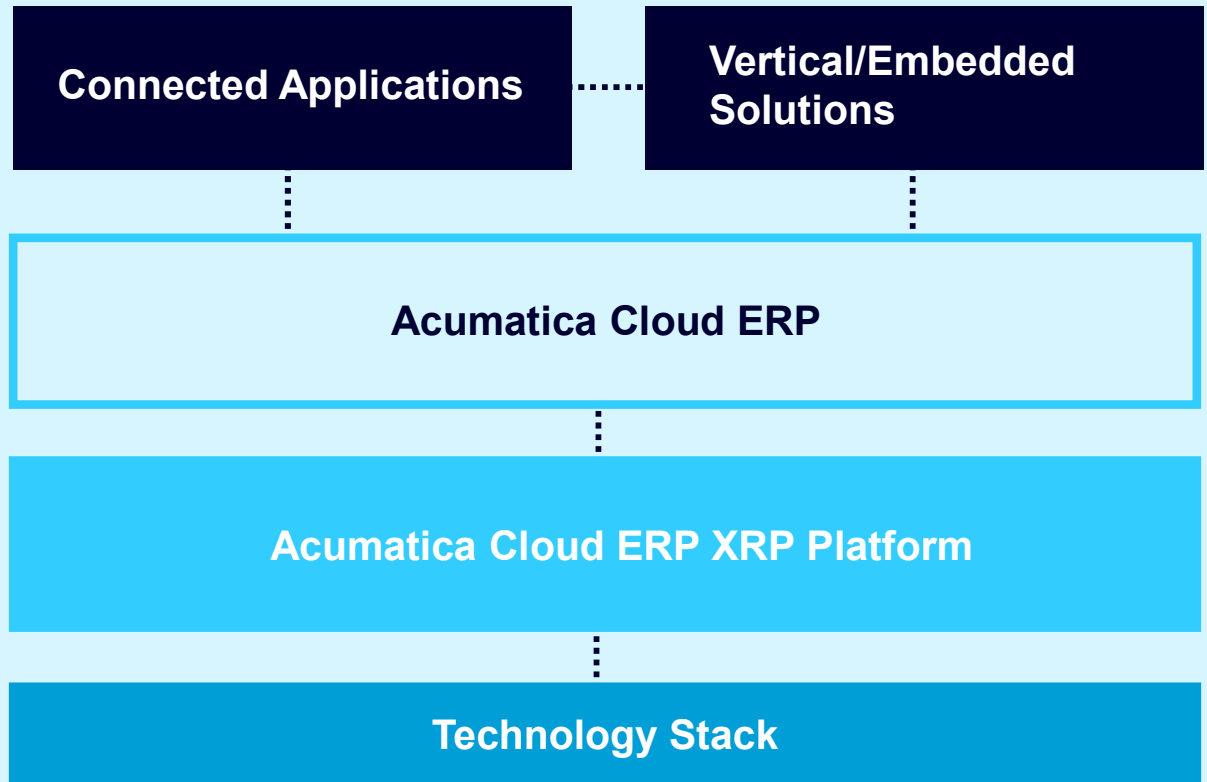 Connected Applications
Vertical/Embedded
Solutions
Acumatica Cloud ERP
Acumatica Cloud ERP XRP Platform
Technology Stack